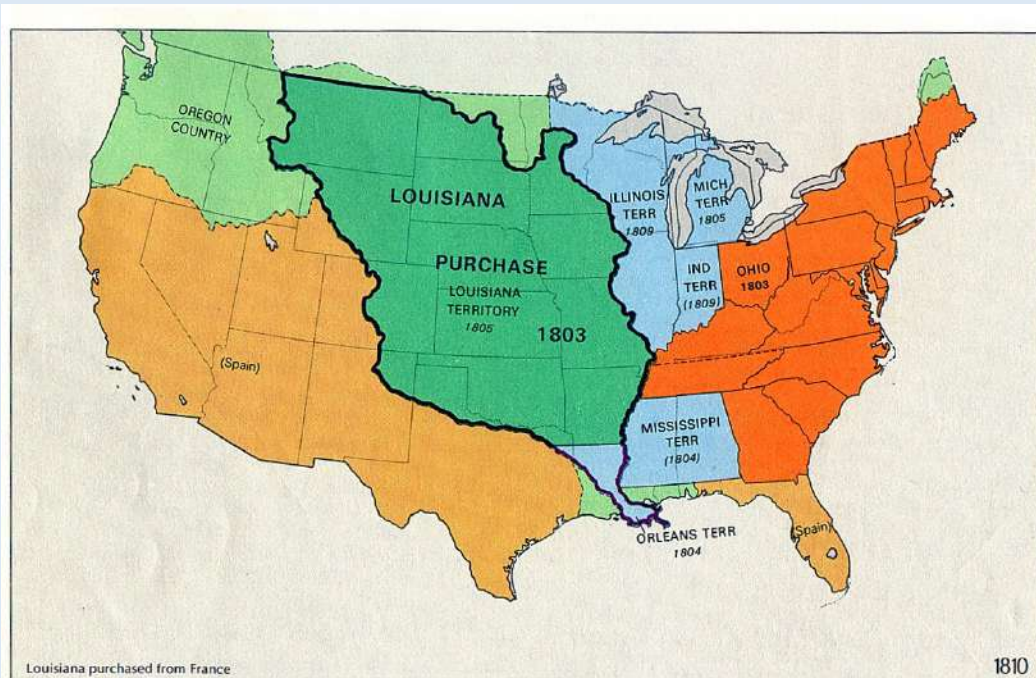 OREGON
COUNTRY
LOUISIANA
PURCHASE
LOUISIANA
TERRITORY
1805
1803
ILLINOIS
TERR
1809
MICH
TERR
1805
IND
TERR
(1809)
OHIO
1803
(Spain)
MISSISSIPPI
TERR
(1804)
ORLEANS TERR
1804
(Spain)
Louisiana purchased from France
1810